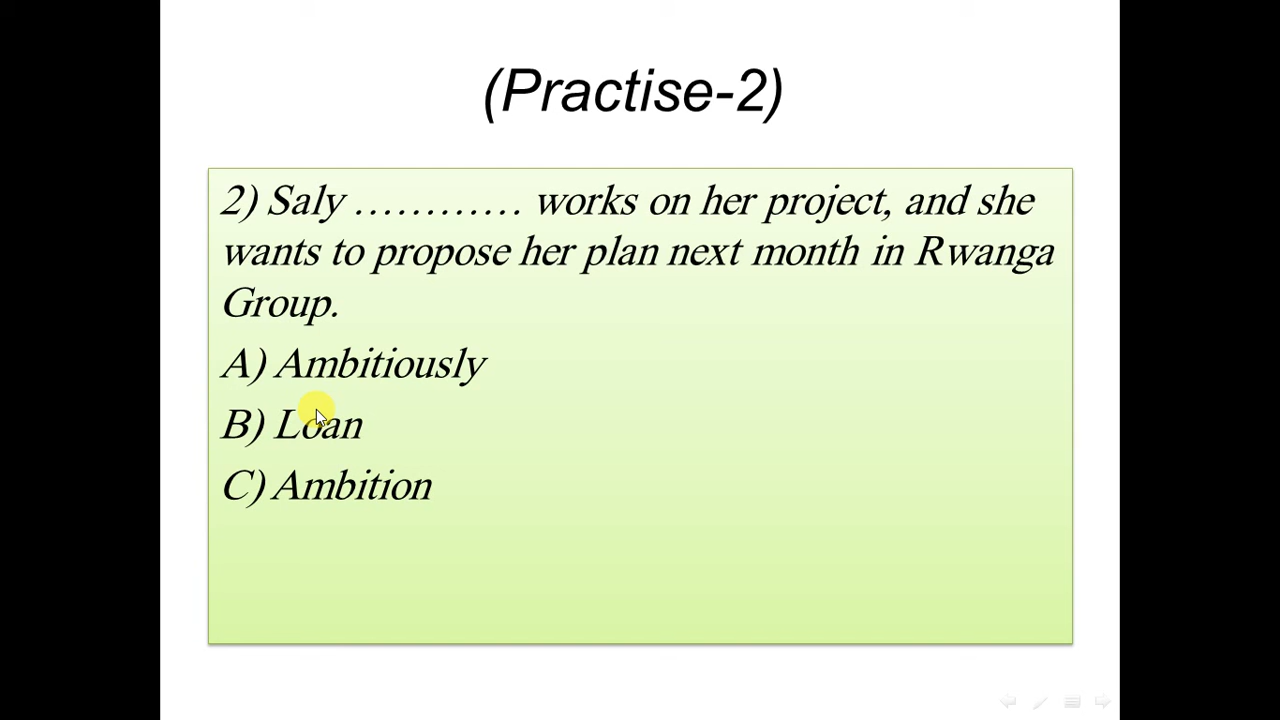 (Practise-2)
2) Saly ………… works on her project, and she
wants to propose her plan next month in Rwanga
Group.
A) Ambitiously
B) Loan
C) Ambition